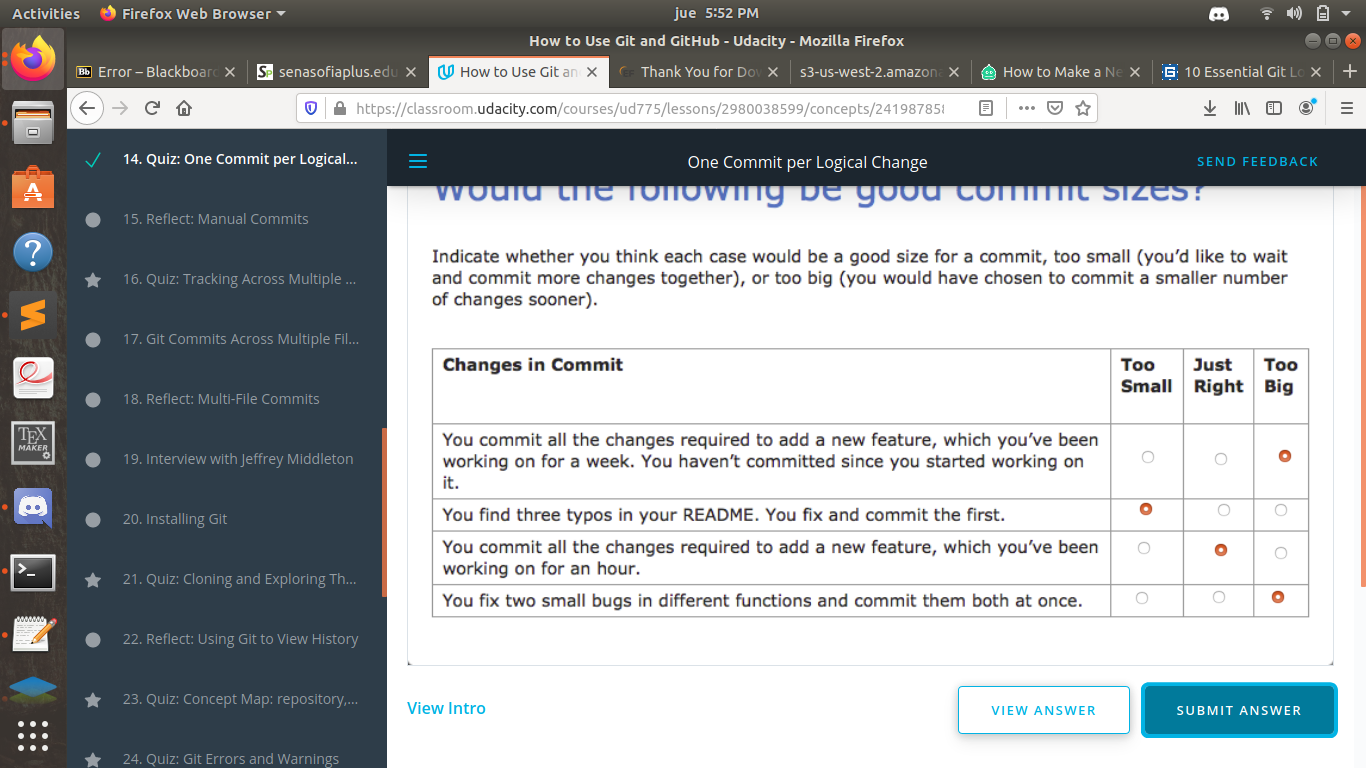 Activities Firefox Web Browser jue 5:52 PM
How to Use Git and GitHub - Udacity - Mozilla Firefox
Bb Error – Blackboard Sp senasofiaplus.edu How to Use Git an Thank You for Dow s3-us-west-2.amazona How to Make a Ne G 10 Essential Git Lo
https://classroom.udacity.com/courses/ud775/lessons/2980038599/concepts/241987858
14. Quiz: One Commit per Logical...
15. Reflect: Manual Commits
16. Quiz: Tracking Across Multiple ...
17. Git Commits Across Multiple Fil...
18. Reflect: Multi-File Commits
19. Interview with Jeffrey Middleton
20. Installing Git
21. Quiz: Cloning and Exploring Th...
22. Reflect: Using Git to View History
23. Quiz: Concept Map: repository,...
24. Quiz: Git Errors and Warnings
TEX
MAKER
One Commit per Logical Change
SEND FEEDBACK
Would the following be good commit sizes?
Indicate whether you think each case would be a good size for a commit, too small (you'd like to wait
and commit more changes together), or too big (you would have chosen to commit a smaller number
of changes sooner).
Changes in Commit
Too
Small
Just
Right
Too
Big
You commit all the changes required to add a new feature, which you've been
working on for a week. You haven't committed since you started working on
it.
You find three typos in your README. You fix and commit the first.
You commit all the changes required to add a new feature, which you've been
working on for an hour.
You fix two small bugs in different functions and commit them both at once.
View Intro
VIEW ANSWER
SUBMIT ANSWER